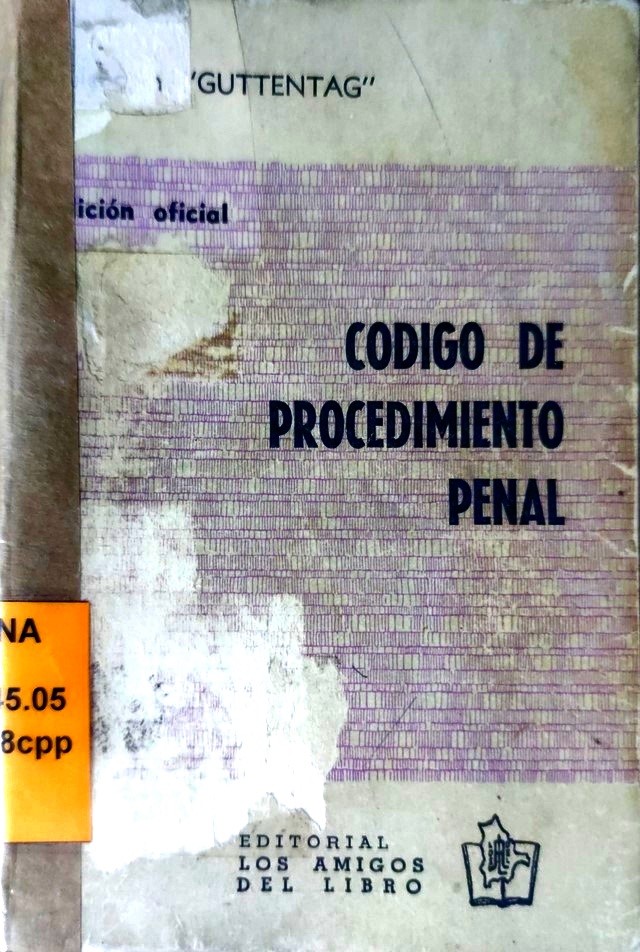 "GUTTENTAG"
ición oficial
CODIGO DE
PROCEDIMIENTO
PENAL
NA
5.05
8cpp
EDITORIAL
LOS AMIGOS
DEL LIBRO